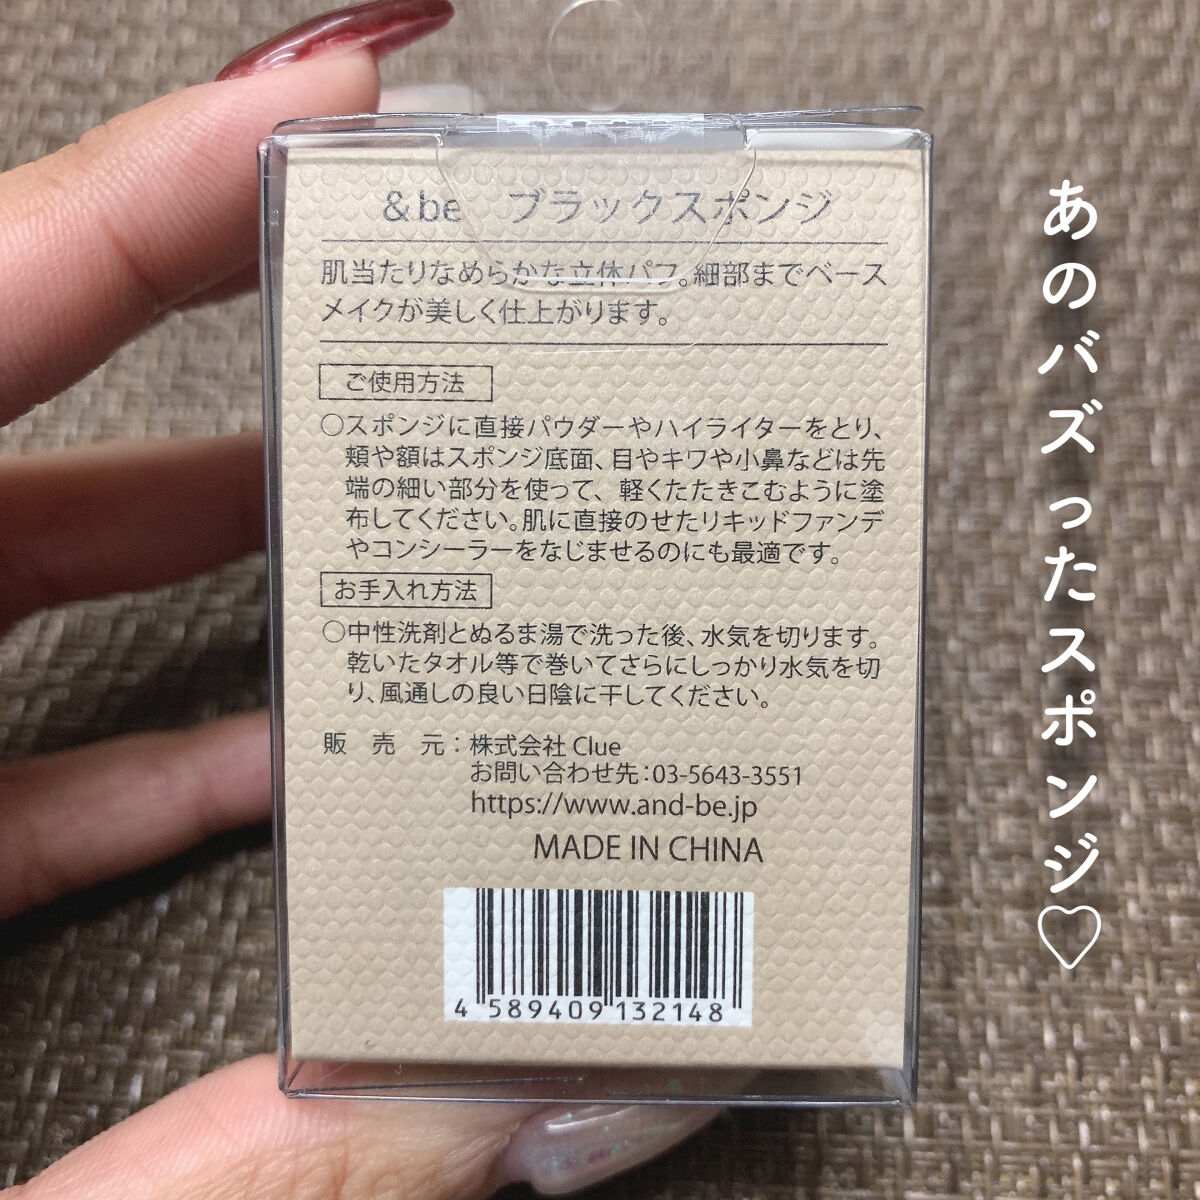 &be ブラックスポンジ
肌当たりなめらかな立体パフ。細部までベース
メイクが美しく仕上がります。
ご使用方法
○スポンジに直接パウダーやハイライターをとり、
頬や額はスポンジ底面、目やキワや小鼻などは先
端の細い部分を使って、軽くたたきこむように塗
布してください。肌に直接のせたリキッドファンデ
やコンシーラーをなじませるのにも最適です。
お手入れ方法
○中性洗剤とぬるま湯で洗った後、水気を切ります。
乾いたタオル等で巻いてさらにしっかり水気を切
り、風通しの良い日陰に干してください。
販売元：株式会社 Clue
お問い合わせ先：03-5643-3551
https://www.and-be.jp
MADE IN CHINA
4 589409 132148
あのバズったスポンジ♡